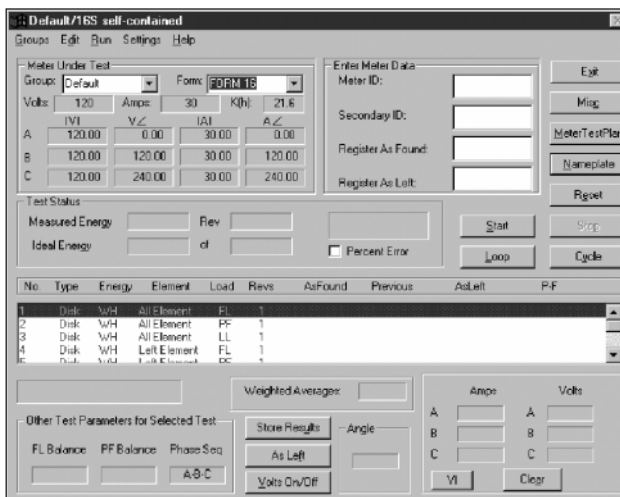 Default/16S self-contained
Groups Edit Run Settings Help
Meter Under Test
Group: Default Form: FORM 16
Volts: 120 Amps: 30 K(h): 21.6
|V| V∠ |A| A∠
A 120.00 0.00 30.00 0.00
B 120.00 120.00 30.00 120.00
C 120.00 240.00 30.00 240.00
Enter Meter Data
Meter ID:
Secondary ID:
Register As Found:
Register As Left:
Exit
Misc
MeterTestPlan
Nameplate
Reset
Test Status
Measured Energy Rev
Ideal Energy of
Percent Error
Start Stop
Loop Cycle
No. Type Energy Element Load Revs AsFound Previous AsLeft P-F
1 Disk WH All Element FL 1
2 Disk WH All Element PF 1
3 Disk WH All Element LL 1
4 Disk WH Left Element FL 1
5 Disk WH Left Element PF 1
Weighted Averages:
Other Test Parameters for Selected Test
FL Balance PF Balance Phase Seq
A-B-C
Store Results
As Left
Volts On/Off
Angle
Amps Volts
A A
B B
C C
VI Clear